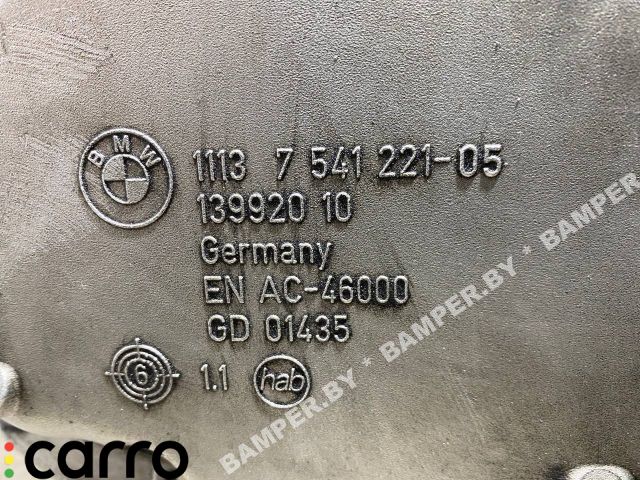 BMW
1113 7 541 221-05
139920 10
Germany
EN AC-46000
GD 01435
6 1.1 hab
BAMPER.BY * BAMPER.BY * BAMPER.BY
carro